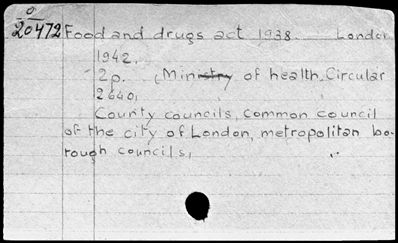 O
20472 Food and drugs act 1938. London
1942.
2p. (Ministry of health. Circular
2640)
County councils, common council
of the city of London, metropolitan bo-
rough councils,